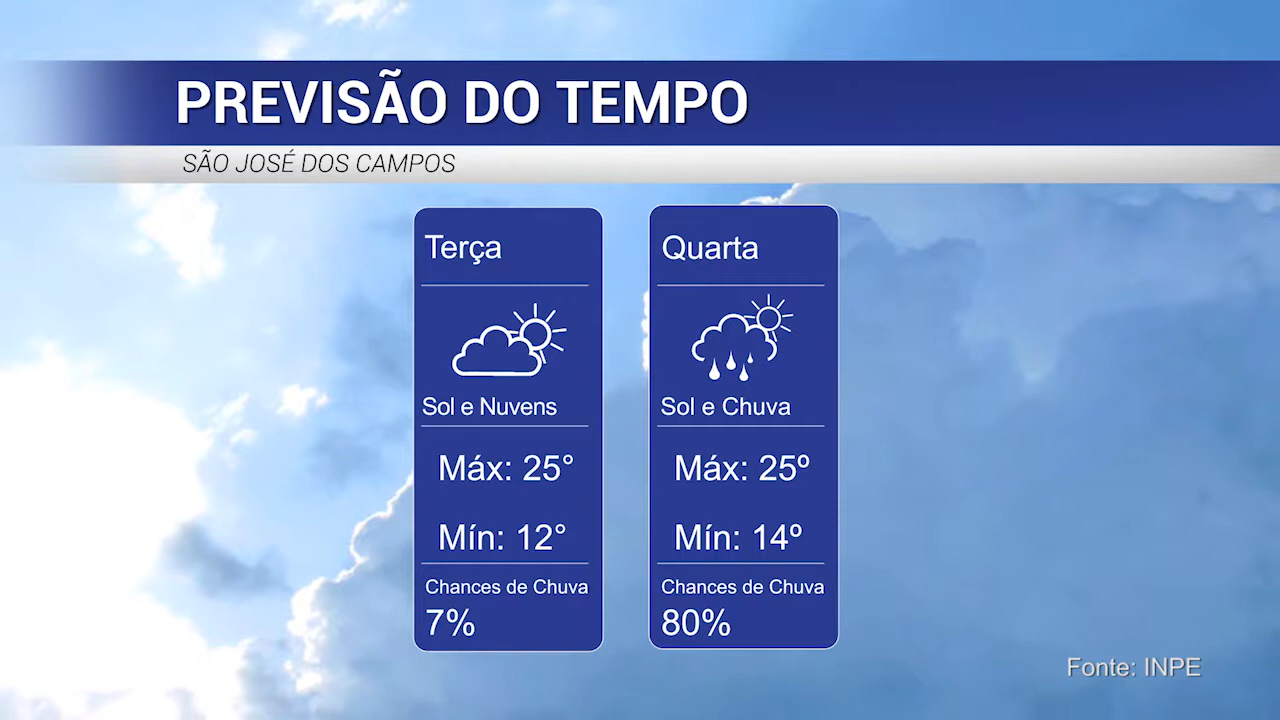 PREVISÃO DO TEMPO
SÃO JOSÉ DOS CAMPOS
Terça
Sol e Nuvens
Máx: 25°
Mín: 12°
Chances de Chuva
7%
Quarta
Sol e Chuva
Máx: 25º
Mín: 14º
Chances de Chuva
80%
Fonte: INPE